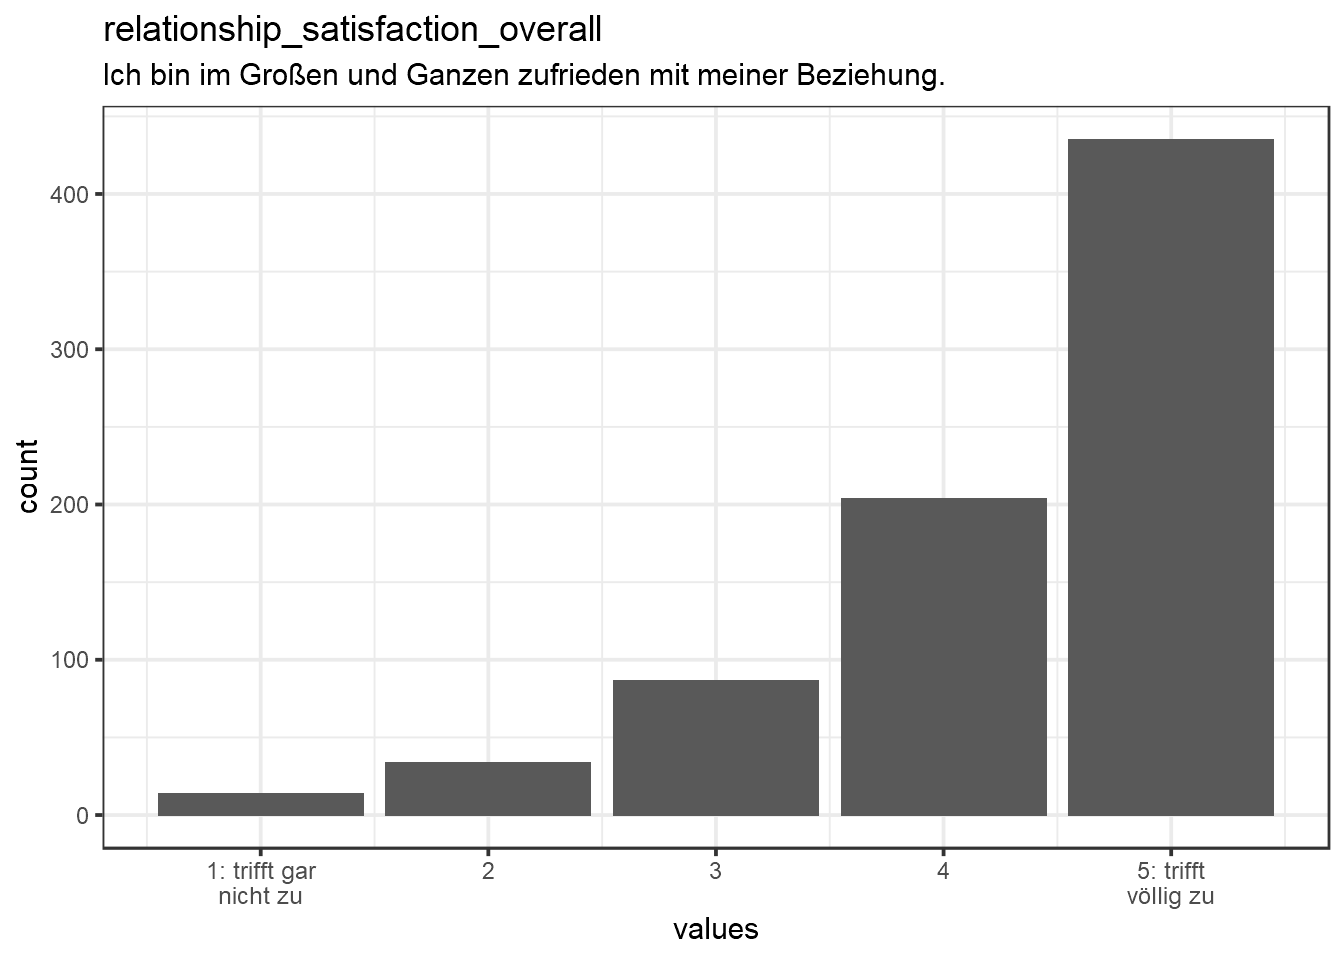 relationship_satisfaction_overall
Ich bin im Großen und Ganzen zufrieden mit meiner Beziehung.
400
300
200
100
0
count
1: trifft gar
nicht zu
2
3
4
5: trifft
völlig zu
values